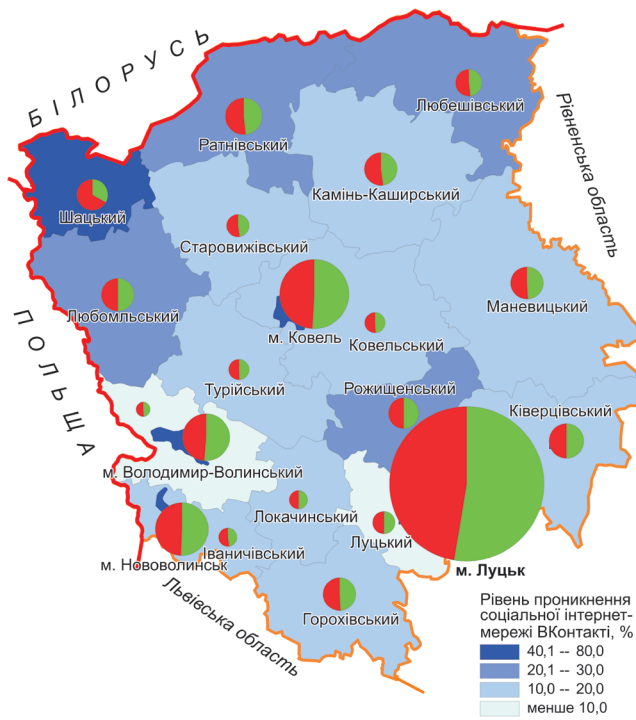 БІЛОРУСЬ
Любешівський
Рівненська область
Ратнівський
Камінь-Каширський
Шацький
Старовижівський
Маневицький
Любомльський
ПОЛЬЩА
м. Ковель
Ковельський
Турійський
Рожищенський
Ківерцівський
м. Володимир-Волинський
Локачинський
Луцький
Іваничівський
м. Нововолинськ
м. Луцьк
Львівська область
Горохівський
Рівень проникнення
соціальної інтернет-
мережі ВКонтакті, %
40,1 -- 80,0
20,1 -- 30,0
10,0 -- 20,0
менше 10,0